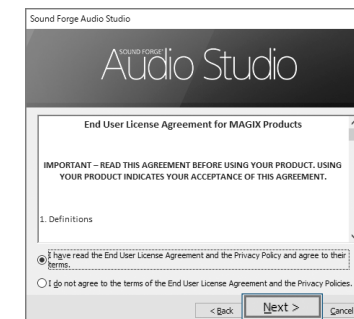 Sound Forge Audio Studio
SOUND FORGE™
Audio Studio
End User License Agreement for MAGIX Products
IMPORTANT – READ THIS AGREEMENT BEFORE USING YOUR PRODUCT. USING
YOUR PRODUCT INDICATES YOUR ACCEPTANCE OF THIS AGREEMENT.
1. Definitions
I have read the End User License Agreement and the Privacy Policy and agree to their
terms.
I do not agree to the terms of the End User License Agreement and the Privacy Policies.
< Back Next > Cancel